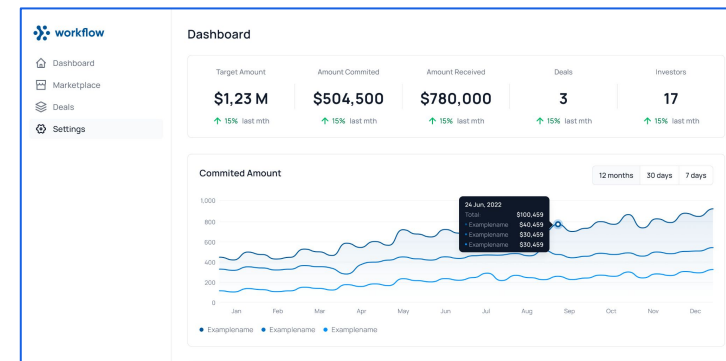 workflow
Dashboard
Marketplace
Deals
Settings
Dashboard
Target Amount
$1,23 M
15% last mth
Amount Commited
$504,500
15% last mth
Amount Received
$780,000
15% last mth
Deals
3
15% last mth
Investors
17
15% last mth
Commited Amount
12 months 30 days 7 days
1,000
800
600
400
200
0
24 Jun, 2022
Total $100,459
Examplename $40,459
Examplename $30,459
Examplename $30,459
Jan Feb Mar Apr May Jun Jul Aug Sep Oct Nov Dec
Examplename Examplename Examplename